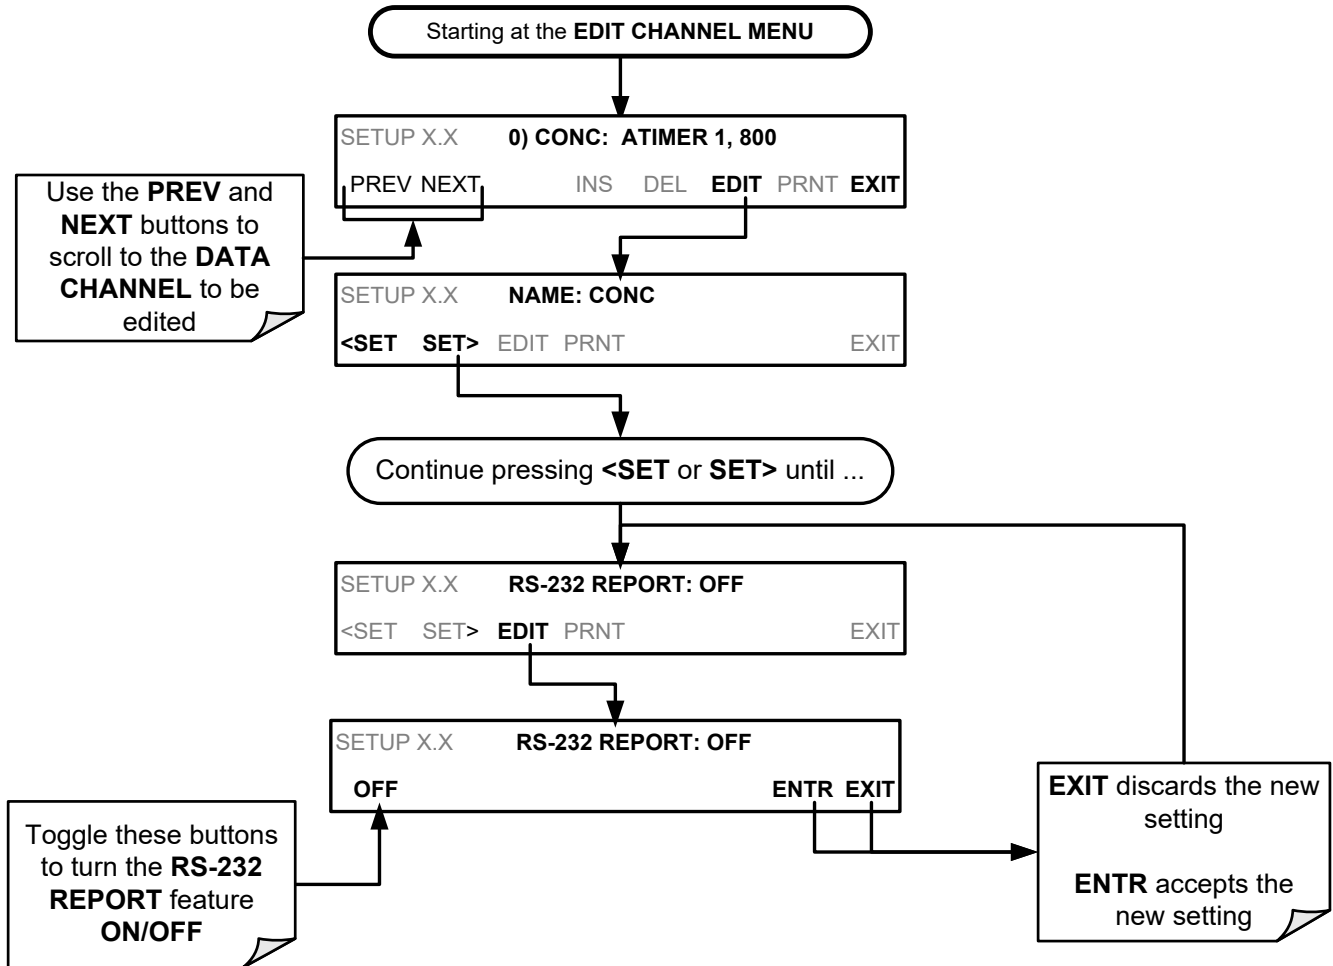 Starting at the EDIT CHANNEL MENU
SETUP X.X 0) CONC: ATIMER 1, 800
PREV NEXT INS DEL EDIT PRNT EXIT
Use the PREV and
NEXT buttons to
scroll to the DATA
CHANNEL to be
edited
SETUP X.X NAME: CONC
<SET SET> EDIT PRNT EXIT
Continue pressing <SET or SET> until ...
SETUP X.X RS-232 REPORT: OFF
<SET SET> EDIT PRNT EXIT
SETUP X.X RS-232 REPORT: OFF
OFF ENTR EXIT
Toggle these buttons
to turn the RS-232
REPORT feature
ON/OFF
EXIT discards the new
setting
ENTR accepts the
new setting